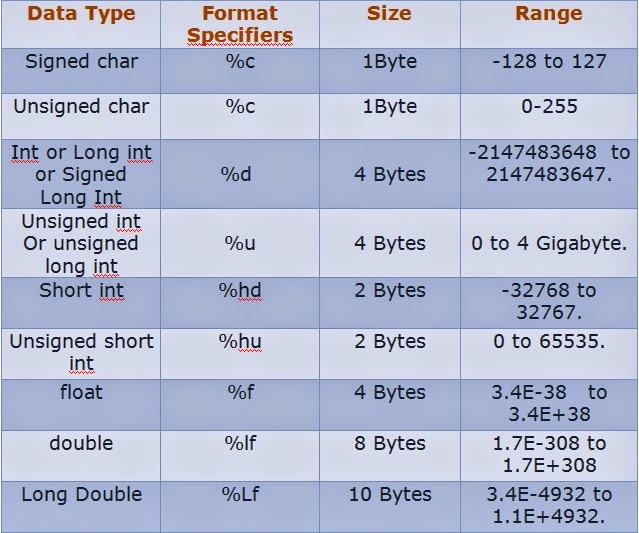 Data Type
Format
Specifiers
Size
Range
Signed char
%c
1Byte
-128 to 127
Unsigned char
%c
1Byte
0-255
Int or Long int
or Signed
Long Int
%d
4 Bytes
-2147483648 to
2147483647.
Unsigned int
Or unsigned
long int
%u
4 Bytes
0 to 4 Gigabyte.
Short int
%hd
2 Bytes
-32768 to
32767.
Unsigned short
int
%hu
2 Bytes
0 to 65535.
float
%f
4 Bytes
3.4E-38 to
3.4E+38
double
%lf
8 Bytes
1.7E-308 to
1.7E+308
Long Double
%Lf
10 Bytes
3.4E-4932 to
1.1E+4932.